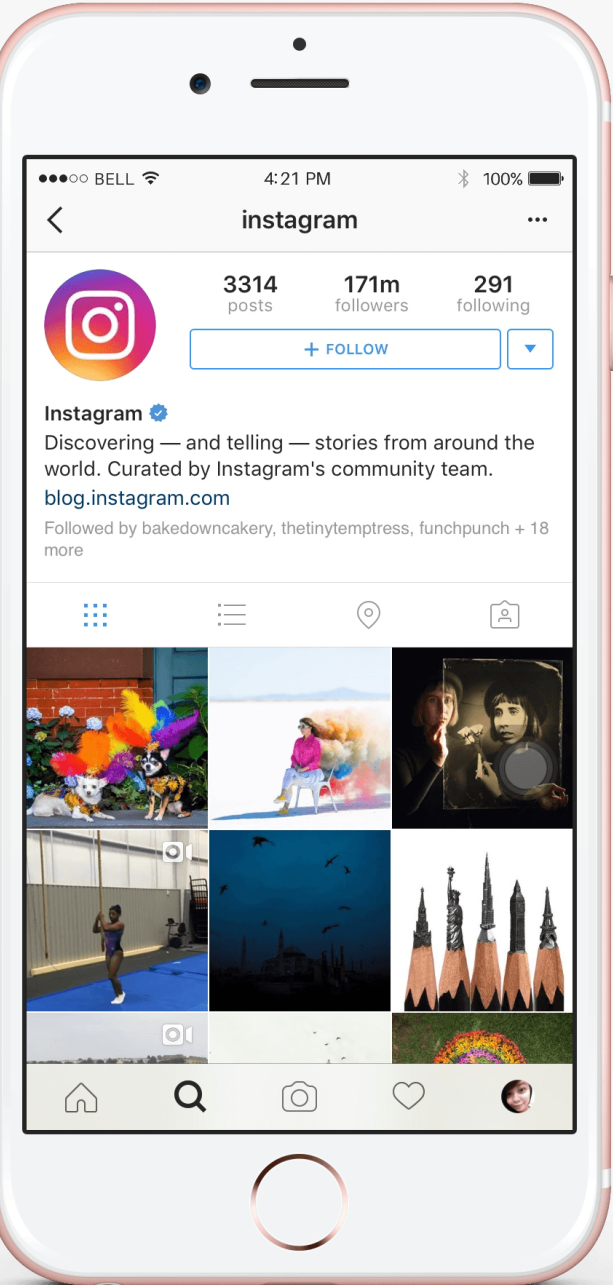 BELL 4:21 PM 100%
instagram
3314 171m 291
posts followers following
+ FOLLOW
Instagram
Discovering — and telling — stories from around the
world. Curated by Instagram's community team.
blog.instagram.com
Followed by bakedowncakery, thetinytemptress, funchpunch + 18
more